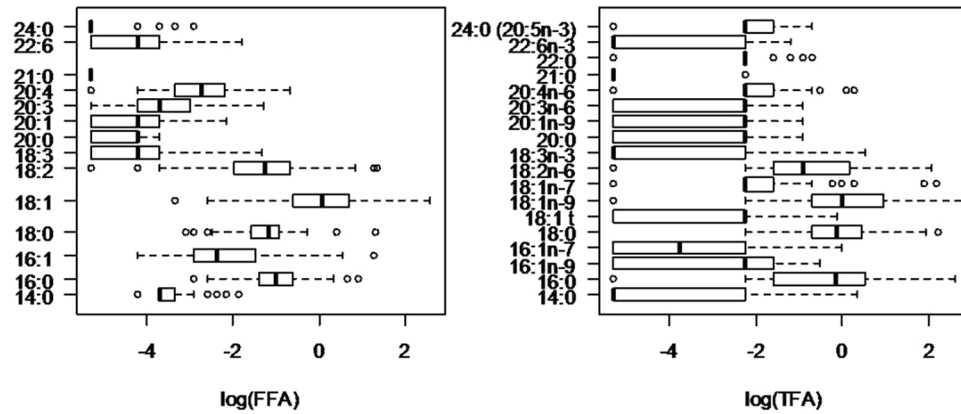 24:0
22:6
21:0
20:4
20:3
20:1
20:0
18:3
18:2
18:1
18:0
16:1
16:0
14:0
-4 -2 0 2
log(FFA)
24:0 (20:5n-3)
22:6n-3
22:0
21:0
20:4n-6
20:3n-6
20:1n-9
20:0
18:3n-3
18:2n-6
18:1n-7
18:1n-9
18:1 t
18:0
16:1n-7
16:1n-9
16:0
14:0
-4 -2 0 2
log(TFA)